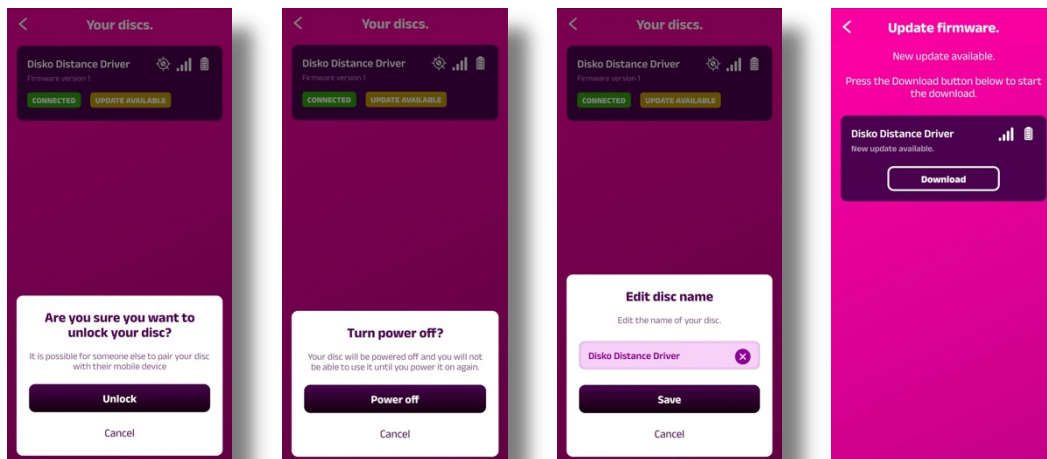 Your discs.
Disko Distance Driver
Firmware version 1
CONNECTED
UPDATE AVAILABLE
Are you sure you want to
unlock your disc?
It is possible for someone else to pair your disc
with their mobile device
Unlock
Cancel
Your discs.
Disko Distance Driver
Firmware version 1
CONNECTED
UPDATE AVAILABLE
Turn power off?
Your disc will be powered off and you will not
be able to use it until you power it on again.
Power off
Cancel
Your discs.
Disko Distance Driver
Firmware version 1
CONNECTED
UPDATE AVAILABLE
Edit disc name
Edit the name of your disc.
Disko Distance Driver
Save
Cancel
Update firmware.
New update available.
Press the Download button below to start
the download.
Disko Distance Driver
New update available.
Download